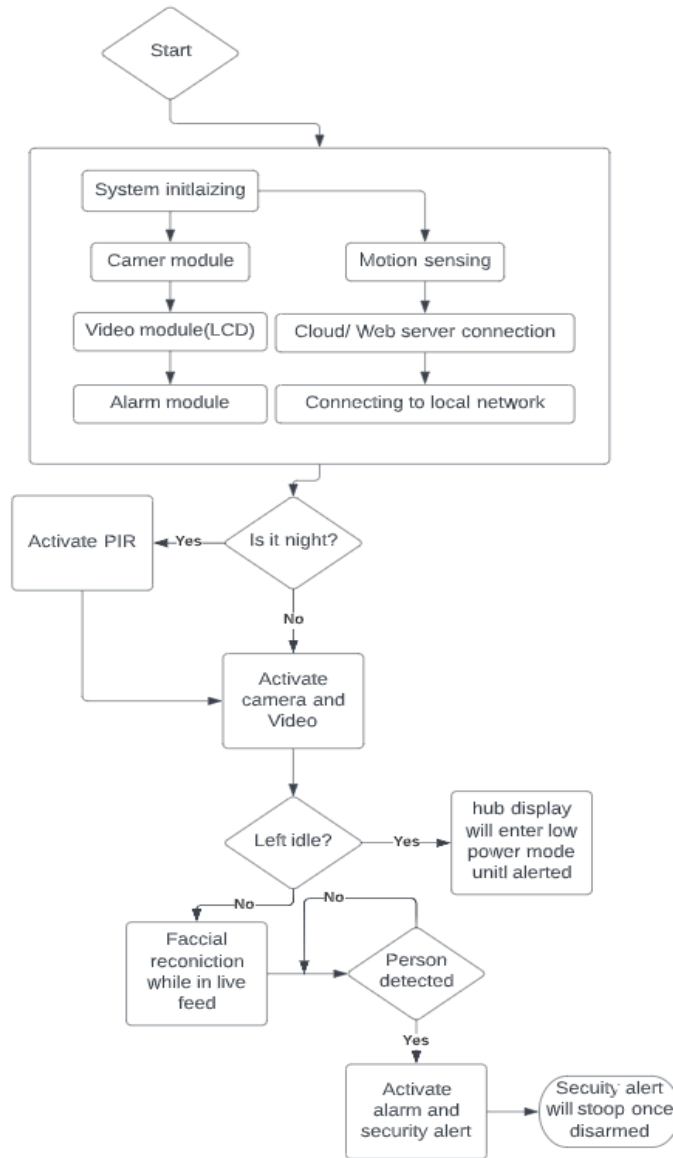 Start
System initlaizing
Camer module
Motion sensing
Video module(LCD)
Cloud/ Web server connection
Alarm module
Connecting to local network
Activate PIR
Yes
Is it night?
No
Activate
camera and
Video
Left idle?
Yes
hub display
will enter low
power mode
unitl alerted
No
No
Faccial
reconiction
while in live
feed
Person
detected
Yes
Activate
alarm and
security alert
Secuity alert
will stoop once
disarmed